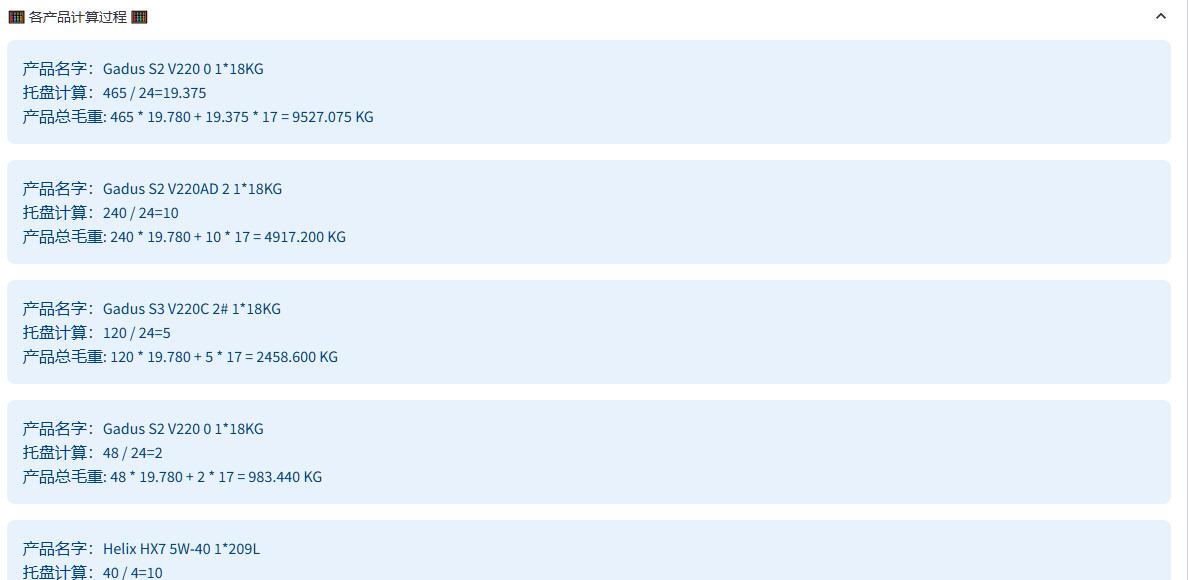 🧮 各产品计算过程 🧮
产品名字：Gadus S2 V220 0 1*18KG
托盘计算：465 / 24=19.375
产品总毛重: 465 * 19.780 + 19.375 * 17 = 9527.075 KG
产品名字：Gadus S2 V220AD 2 1*18KG
托盘计算：240 / 24=10
产品总毛重: 240 * 19.780 + 10 * 17 = 4917.200 KG
产品名字：Gadus S3 V220C 2# 1*18KG
托盘计算：120 / 24=5
产品总毛重: 120 * 19.780 + 5 * 17 = 2458.600 KG
产品名字：Gadus S2 V220 0 1*18KG
托盘计算：48 / 24=2
产品总毛重: 48 * 19.780 + 2 * 17 = 983.440 KG
产品名字：Helix HX7 5W-40 1*209L
托盘计算：40 / 4=10